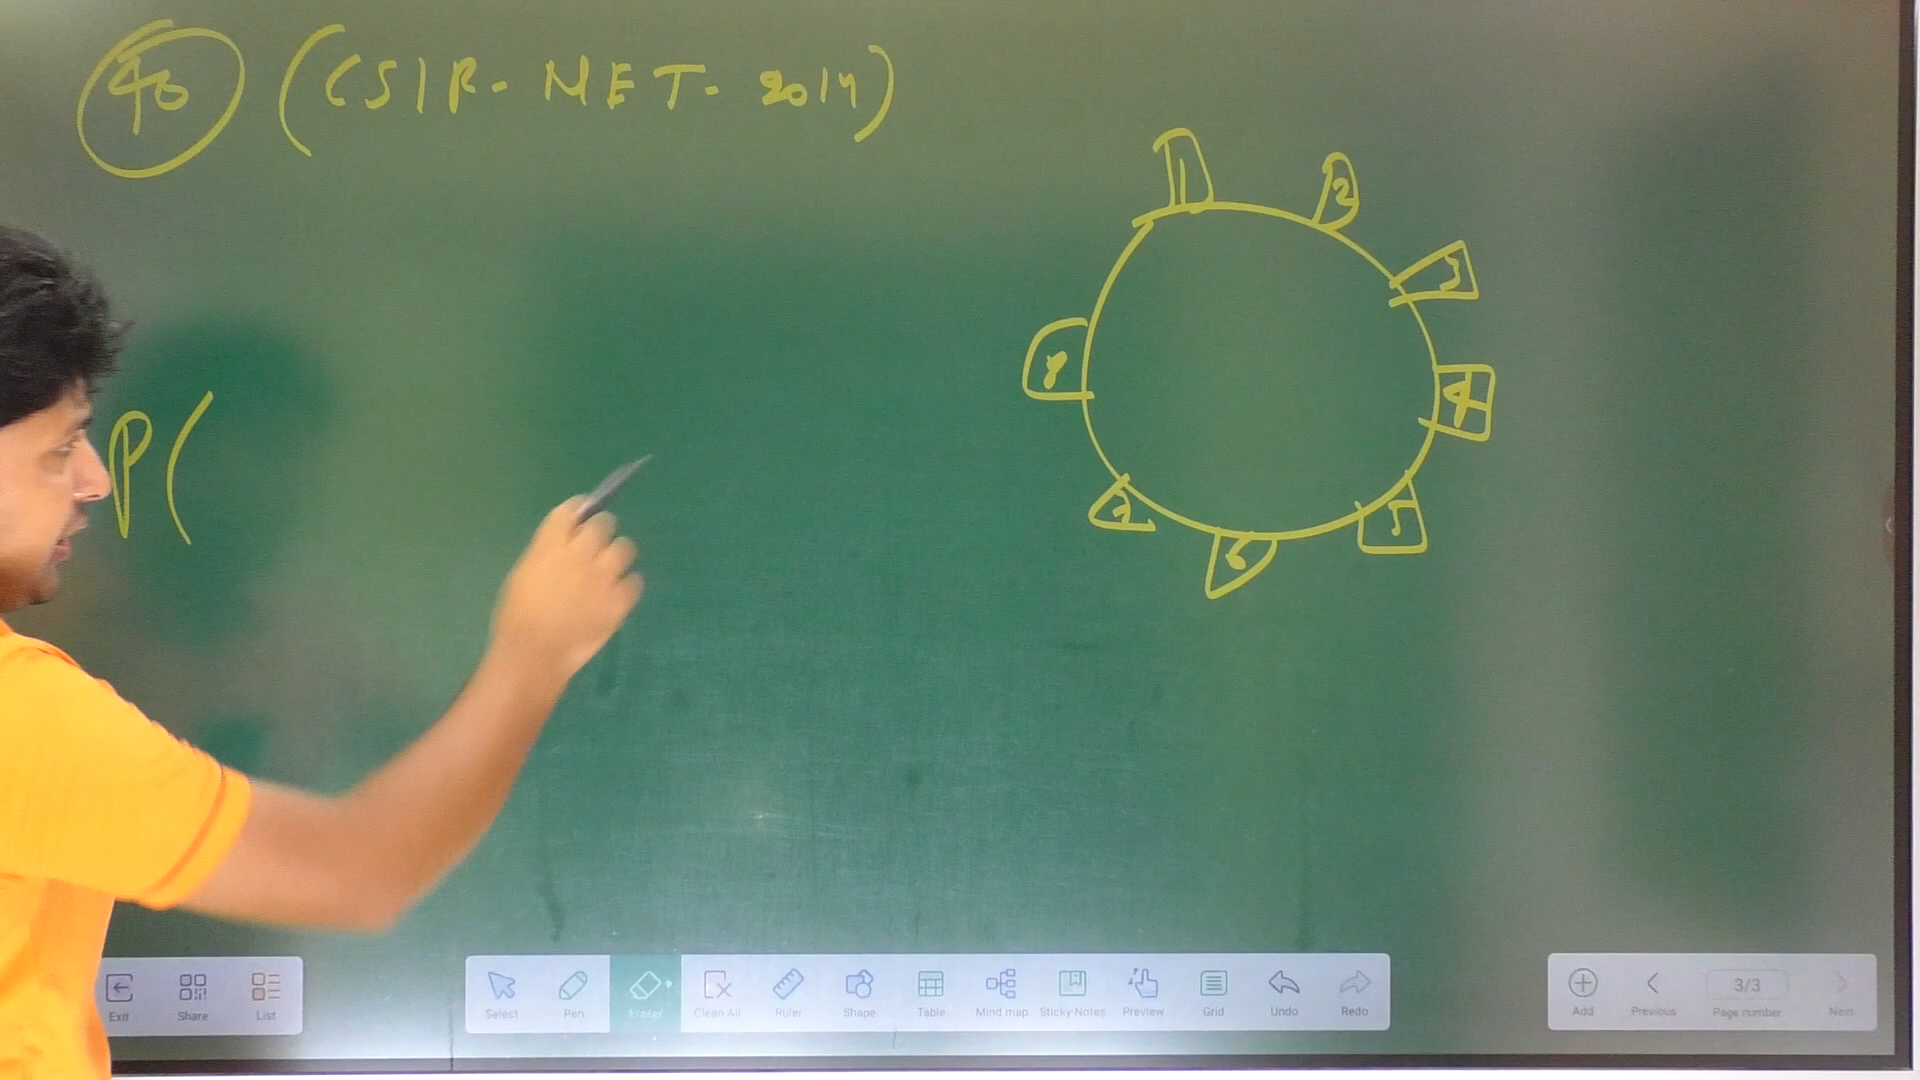 40 (CSIR-NET-2014)
1
2
3
8
4
P(
7
5
6
Exit
Share
List
Select
Pen
Eraser
Clean All
Ruler
Shape
Table
Mind map
Sticky Notes
Preview
Grid
Undo
Redo
Add
Previous
3/3
Page number
Next